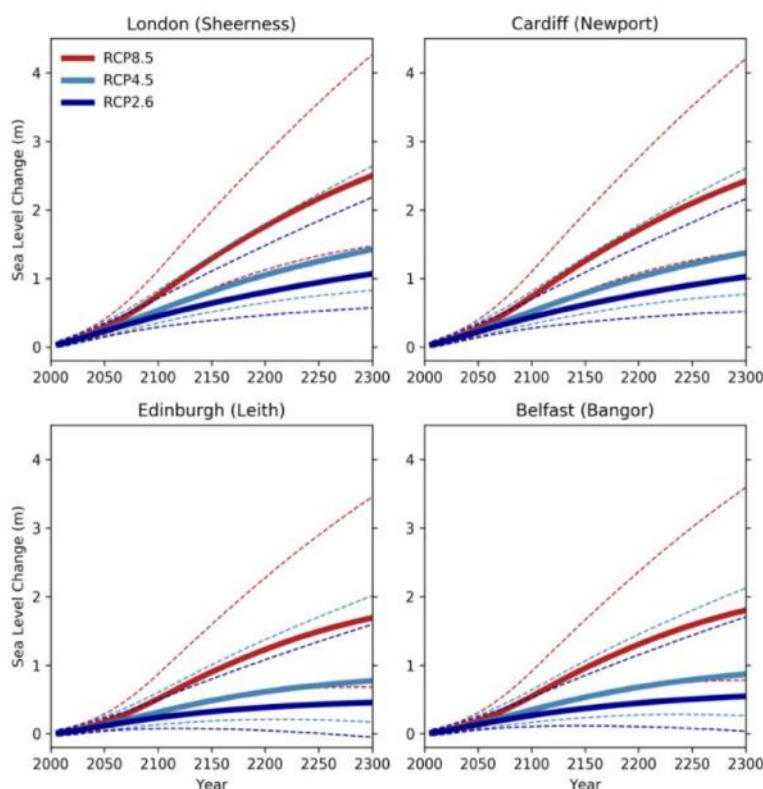 London (Sheerness)
Cardiff (Newport)
RCP8.5
RCP4.5
RCP2.6
Sea Level Change (m)
4
3
2
1
0
2000 2050 2100 2150 2200 2250 2300
4
3
2
1
0
2000 2050 2100 2150 2200 2250 2300
Edinburgh (Leith)
Belfast (Bangor)
Sea Level Change (m)
4
3
2
1
0
2000 2050 2100 2150 2200 2250 2300
Year
4
3
2
1
0
2000 2050 2100 2150 2200 2250 2300
Year